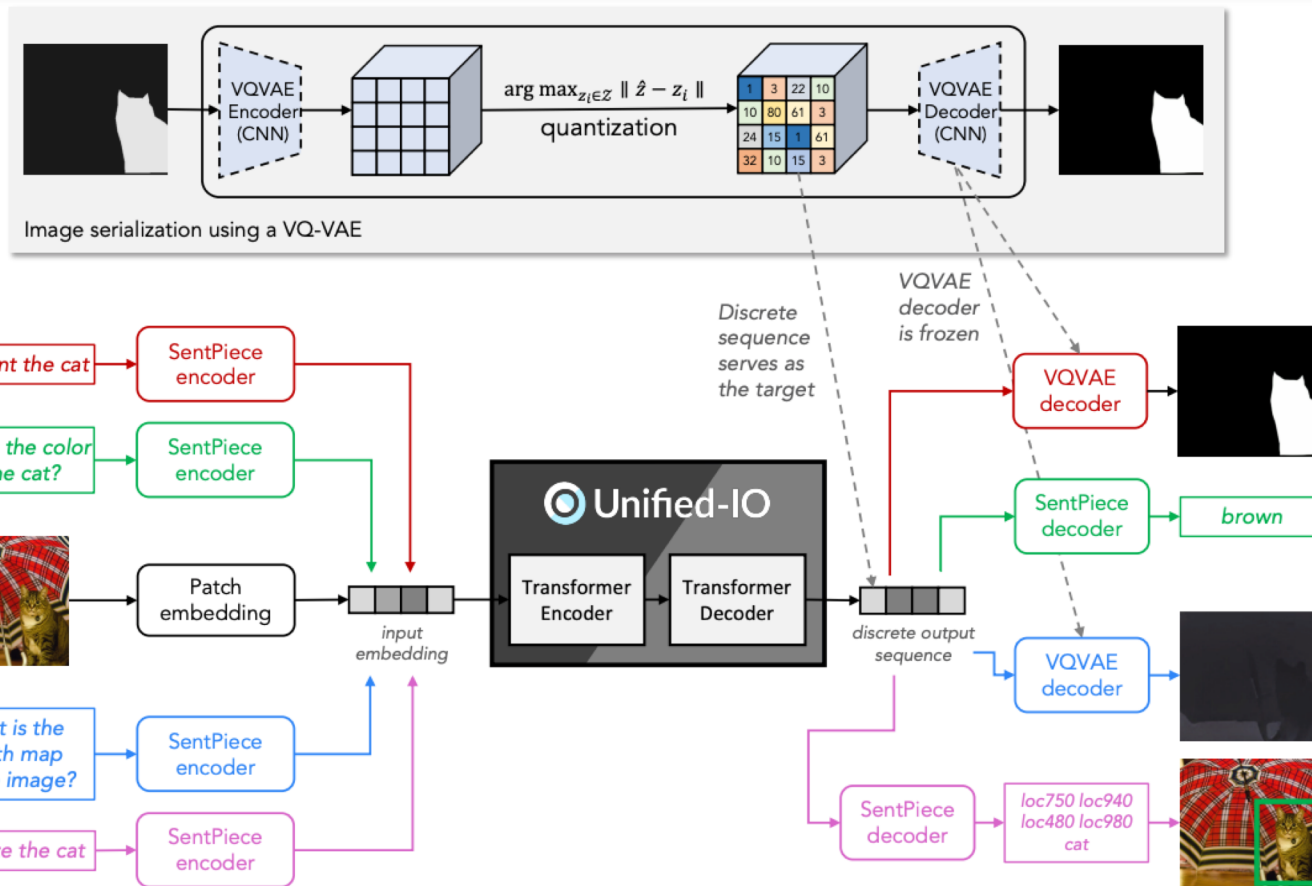 VQVAE
Encoder
(CNN)
arg max_{z_i∈Z} ‖ ẑ − z_i ‖
quantization
1 3 22 10
10 80 61 3
24 15 1 61
32 10 15 3
VQVAE
Decoder
(CNN)
Image serialization using a VQ-VAE
Discrete
sequence
serves as
the target
VQVAE
decoder
is frozen
the cat
SentPiece
encoder
the color
cat?
SentPiece
encoder
Patch
embedding
input
embedding
is the
map
image?
SentPiece
encoder
the cat
SentPiece
encoder
Unified-IO
Transformer
Encoder
Transformer
Decoder
discrete output
sequence
VQVAE
decoder
SentPiece
decoder
brown
VQVAE
decoder
SentPiece
decoder
loc750 loc940
loc480 loc980
cat